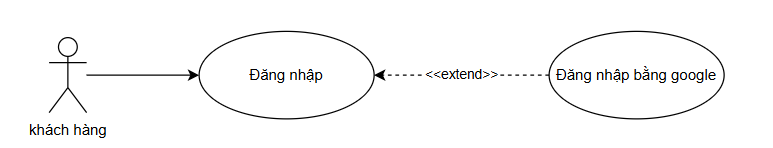 Đăng nhập
<<extend>>
Đăng nhập bằng google
khách hàng